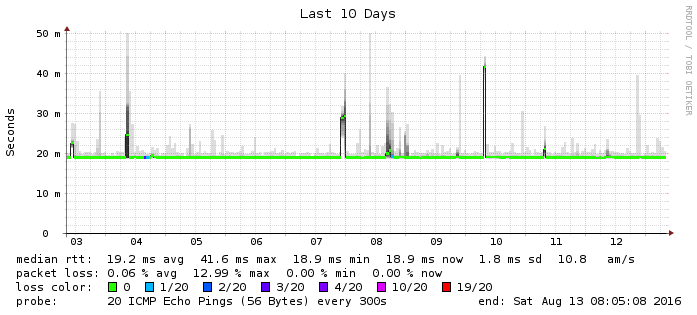 Last 10 Days
RRDTOOL / TOBI OETIKER
Seconds
50 m
40 m
30 m
20 m
10 m
0
03 04 05 06 07 08 09 10 11 12
median rtt: 19.2 ms avg 41.6 ms max 18.9 ms min 18.9 ms now 1.8 ms sd 10.8 am/s
packet loss: 0.06 % avg 12.99 % max 0.00 % min 0.00 % now
loss color: 0 1/20 2/20 3/20 4/20 10/20 19/20
probe: 20 ICMP Echo Pings (56 Bytes) every 300s end: Sat Aug 13 08:05:08 2016